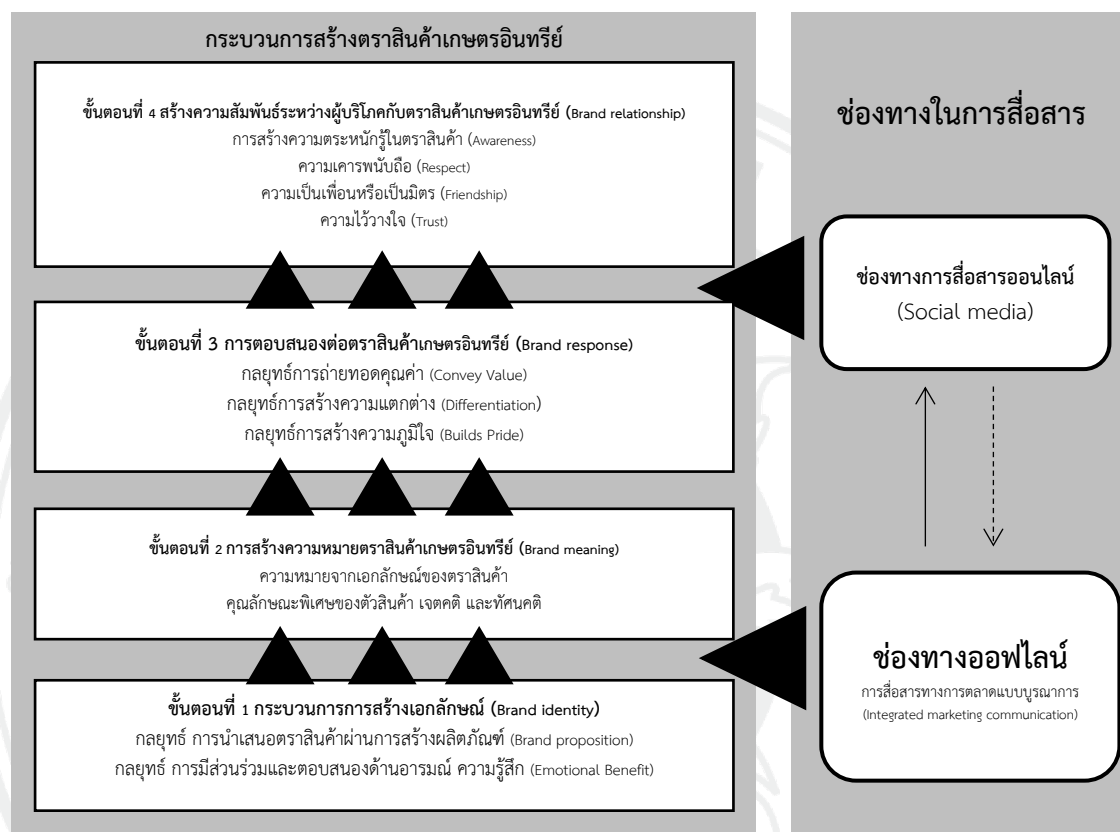 กระบวนการสร้างตราสินค้าเกษตรอินทรีย์
ขั้นตอนที่ 4 สร้างความสัมพันธ์ระหว่างผู้บริโภคกับตราสินค้าเกษตรอินทรีย์ (Brand relationship)
การสร้างความตระหนักรู้ในตราสินค้า (Awareness)
ความเคารพนับถือ (Respect)
ความเป็นเพื่อนหรือเป็นมิตร (Friendship)
ความไว้วางใจ (Trust)
ขั้นตอนที่ 3 การตอบสนองต่อตราสินค้าเกษตรอินทรีย์ (Brand response)
กลยุทธ์การถ่ายทอดคุณค่า (Convey Value)
กลยุทธ์การสร้างความแตกต่าง (Differentiation)
กลยุทธ์การสร้างความภูมิใจ (Builds Pride)
ขั้นตอนที่ 2 การสร้างความหมายตราสินค้าเกษตรอินทรีย์ (Brand meaning)
ความหมายจากเอกลักษณ์ของตราสินค้า
คุณลักษณะพิเศษของตัวสินค้า เจตคติ และทัศนคติ
ขั้นตอนที่ 1 กระบวนการการสร้างเอกลักษณ์ (Brand identity)
กลยุทธ์ การนำเสนอตราสินค้าผ่านการสร้างผลิตภัณฑ์ (Brand proposition)
กลยุทธ์ การมีส่วนร่วมและตอบสนองด้านอารมณ์ ความรู้สึก (Emotional Benefit)
ช่องทางในการสื่อสาร
ช่องทางการสื่อสารออนไลน์
(Social media)
ช่องทางออฟไลน์
การสื่อสารทางการตลาดแบบบูรณาการ
(Integrated marketing communication)